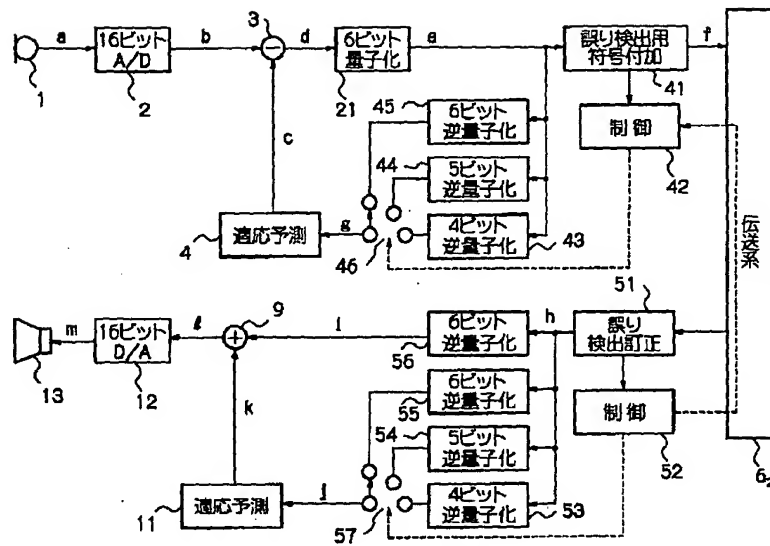 a
16ビット
A/D
b
3
d
6ビット
量子化
e
誤り検出用
符号付加
f
1
2
21
41
c
45
6ビット
逆量子化
44
5ビット
逆量子化
4ビット
逆量子化
43
制御
42
4
適応予測
g
46
伝送系
51
誤り
検出訂正
h
9
i
6ビット
逆量子化
56
16ビット
D/A
ℓ
m
13
12
k
6ビット
逆量子化
55
54
5ビット
逆量子化
4ビット
逆量子化
53
制御
52
11
適応予測
j
57
6₂